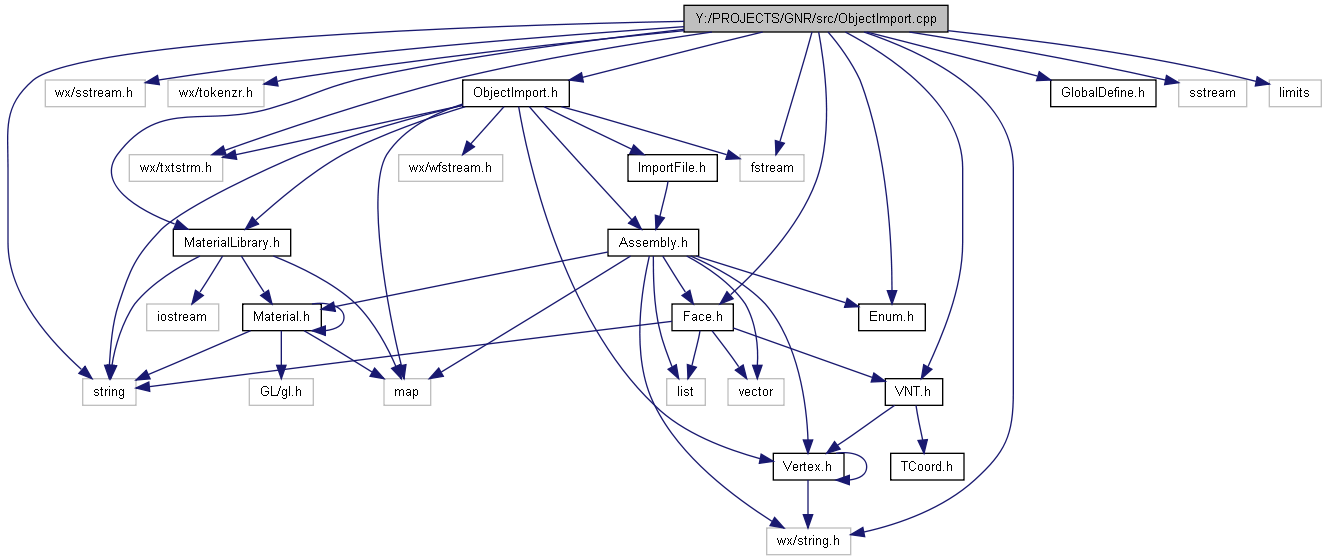 Y:/PROJECTS/GNR/src/ObjectImport.cpp
wx/sstream.h
wx/tokenzr.h
ObjectImport.h
GlobalDefine.h
sstream
limits
wx/txtstrm.h
wx/wfstream.h
ImportFile.h
fstream
MaterialLibrary.h
Assembly.h
iostream
Material.h
Face.h
Enum.h
string
GL/gl.h
map
list
vector
VNT.h
Vertex.h
TCoord.h
wx/string.h